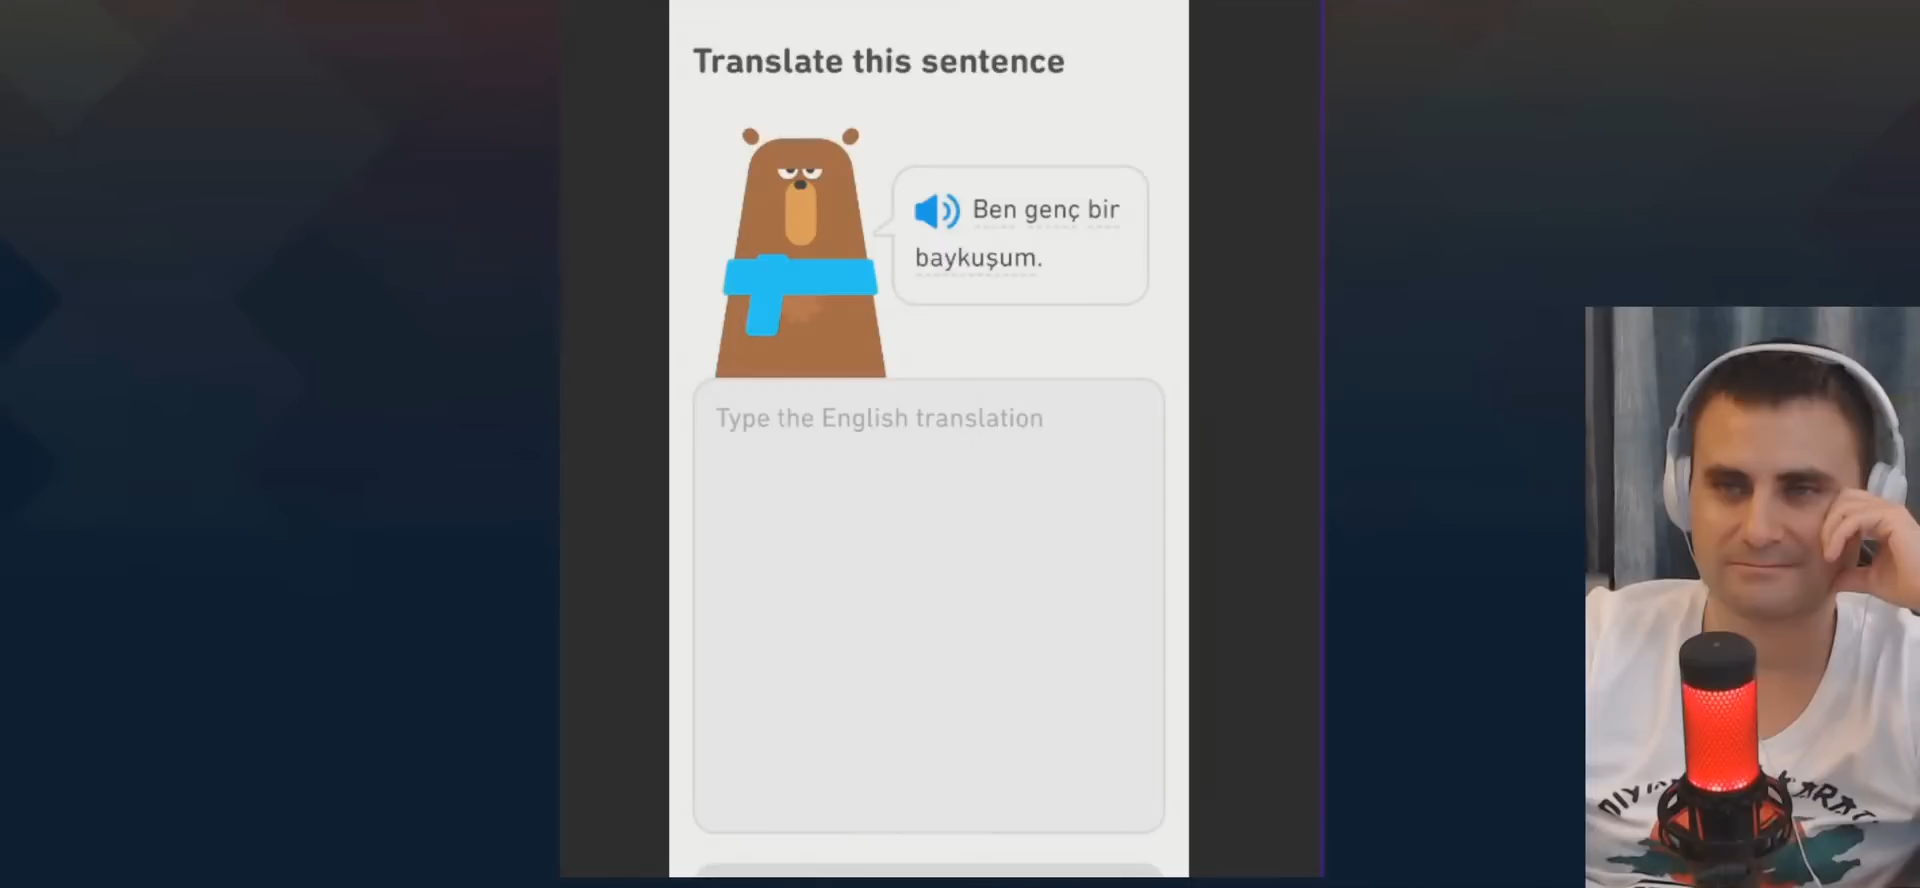 Translate this sentence
Ben genç bir
baykuşum.
Type the English translation